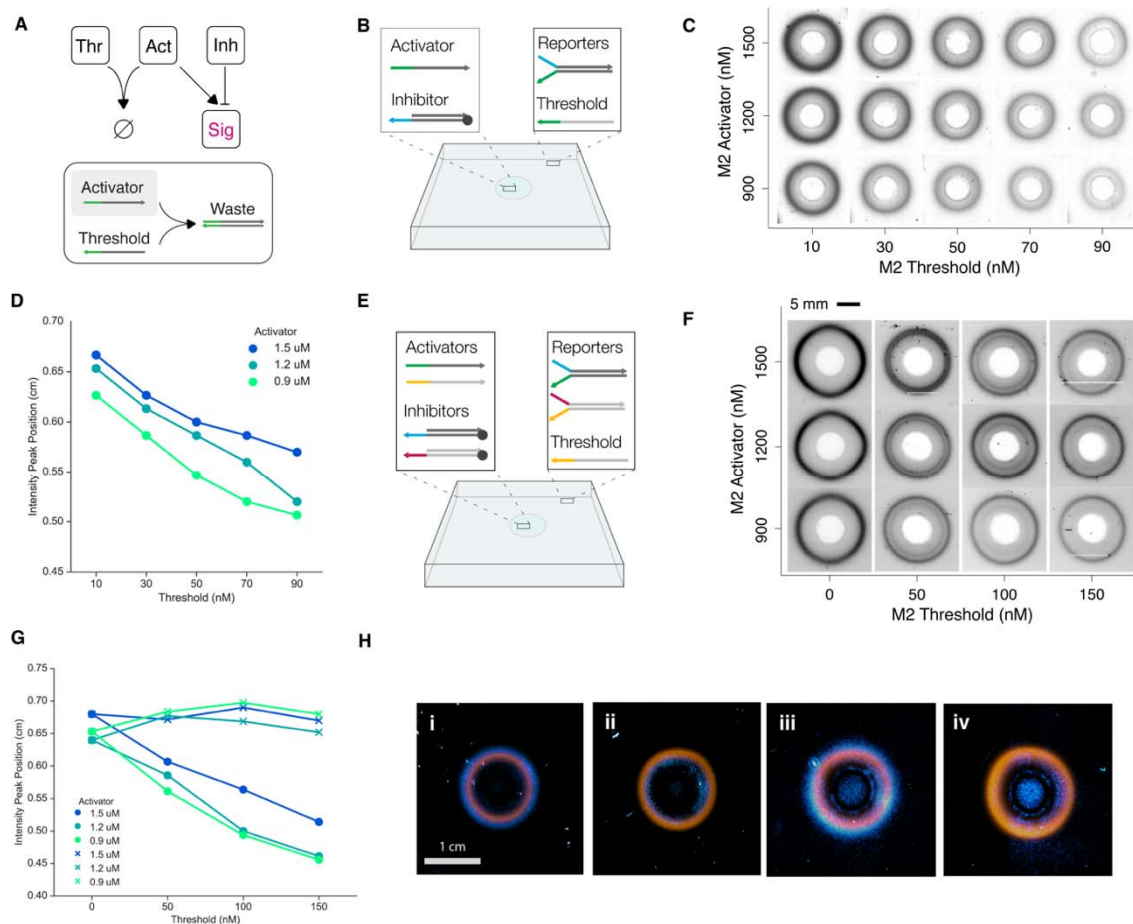 A
Thr
Act
Inh
Sig
Activator
Threshold
Waste
B
Activator
Inhibitor
Reporters
Threshold
C
M2 Activator (nM)
1500
1200
900
10 30 50 70 90
M2 Threshold (nM)
D
Intensity Peak Position (cm)
0.70
0.65
0.60
0.55
0.50
0.45
Activator
1.5 uM
1.2 uM
0.9 uM
10 30 50 70 90
Threshold (nM)
E
Activators
Inhibitors
Reporters
Threshold
5 mm
F
M2 Activator (nM)
1500
1200
900
0 50 100 150
M2 Threshold (nM)
G
Intensity Peak Position (cm)
0.75
0.70
0.65
0.60
0.55
0.50
0.45
0.40
Activator
1.5 uM
1.2 uM
0.9 uM
1.5 uM
1.2 uM
0.9 uM
0 50 100 150
Threshold (nM)
H
i
ii
iii
iv
1 cm